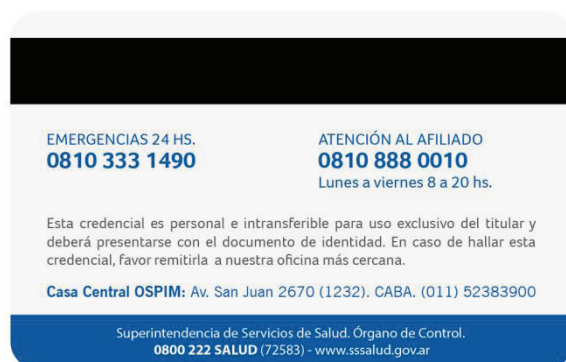 EMERGENCIAS 24 HS.
0810 333 1490
ATENCIÓN AL AFILIADO
0810 888 0010
Lunes a viernes 8 a 20 hs.
Esta credencial es personal e intransferible para uso exclusivo del titular y
deberá presentarse con el documento de identidad. En caso de hallar esta
credencial, favor remitirla a nuestra oficina más cercana.
Casa Central OSPIM: Av. San Juan 2670 (1232). CABA. (011) 52383900
Superintendencia de Servicios de Salud. Órgano de Control.
0800 222 SALUD (72583) - www.sssalud.gov.ar